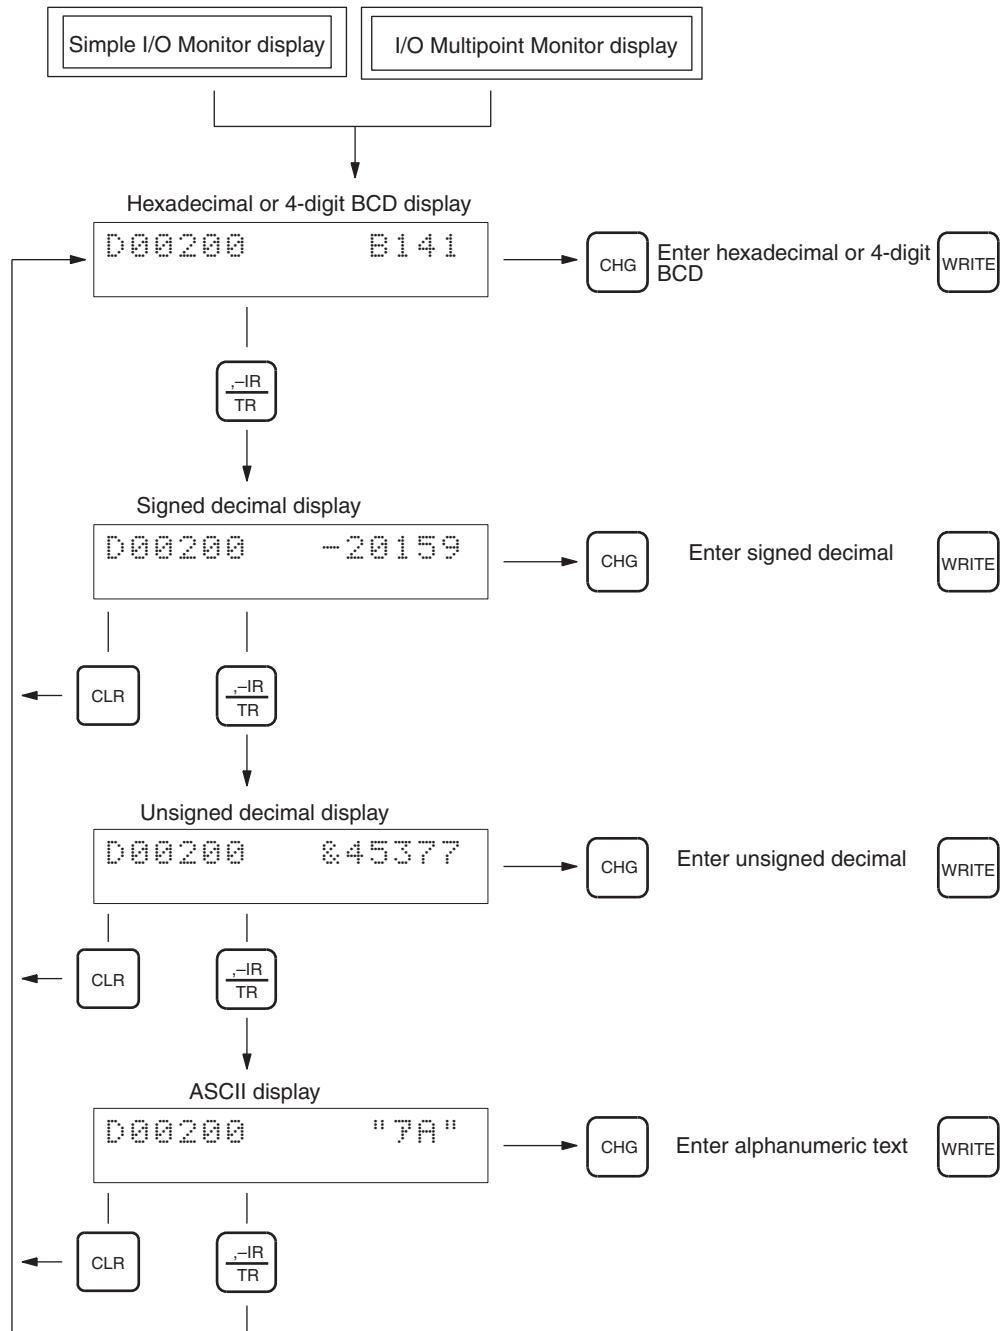 Simple I/O Monitor display
I/O Multipoint Monitor display
Hexadecimal or 4-digit BCD display
D00200 B141
CHG
Enter hexadecimal or 4-digit
BCD
WRITE
,–IR
TR
Signed decimal display
D00200 -20159
CHG
Enter signed decimal
WRITE
CLR
,–IR
TR
Unsigned decimal display
D00200 &45377
CHG
Enter unsigned decimal
WRITE
CLR
,–IR
TR
ASCII display
D00200 "7A"
CHG
Enter alphanumeric text
WRITE
CLR
,–IR
TR